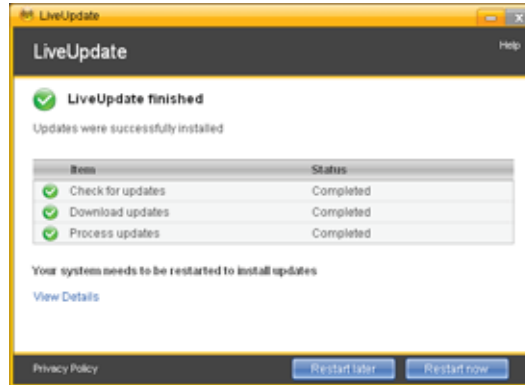 LiveUpdate
LiveUpdate
Help
LiveUpdate finished
Updates were successfully installed
Item Status
Check for updates Completed
Download updates Completed
Process updates Completed
Your system needs to be restarted to install updates
View Details
Privacy Policy Restart later Restart now